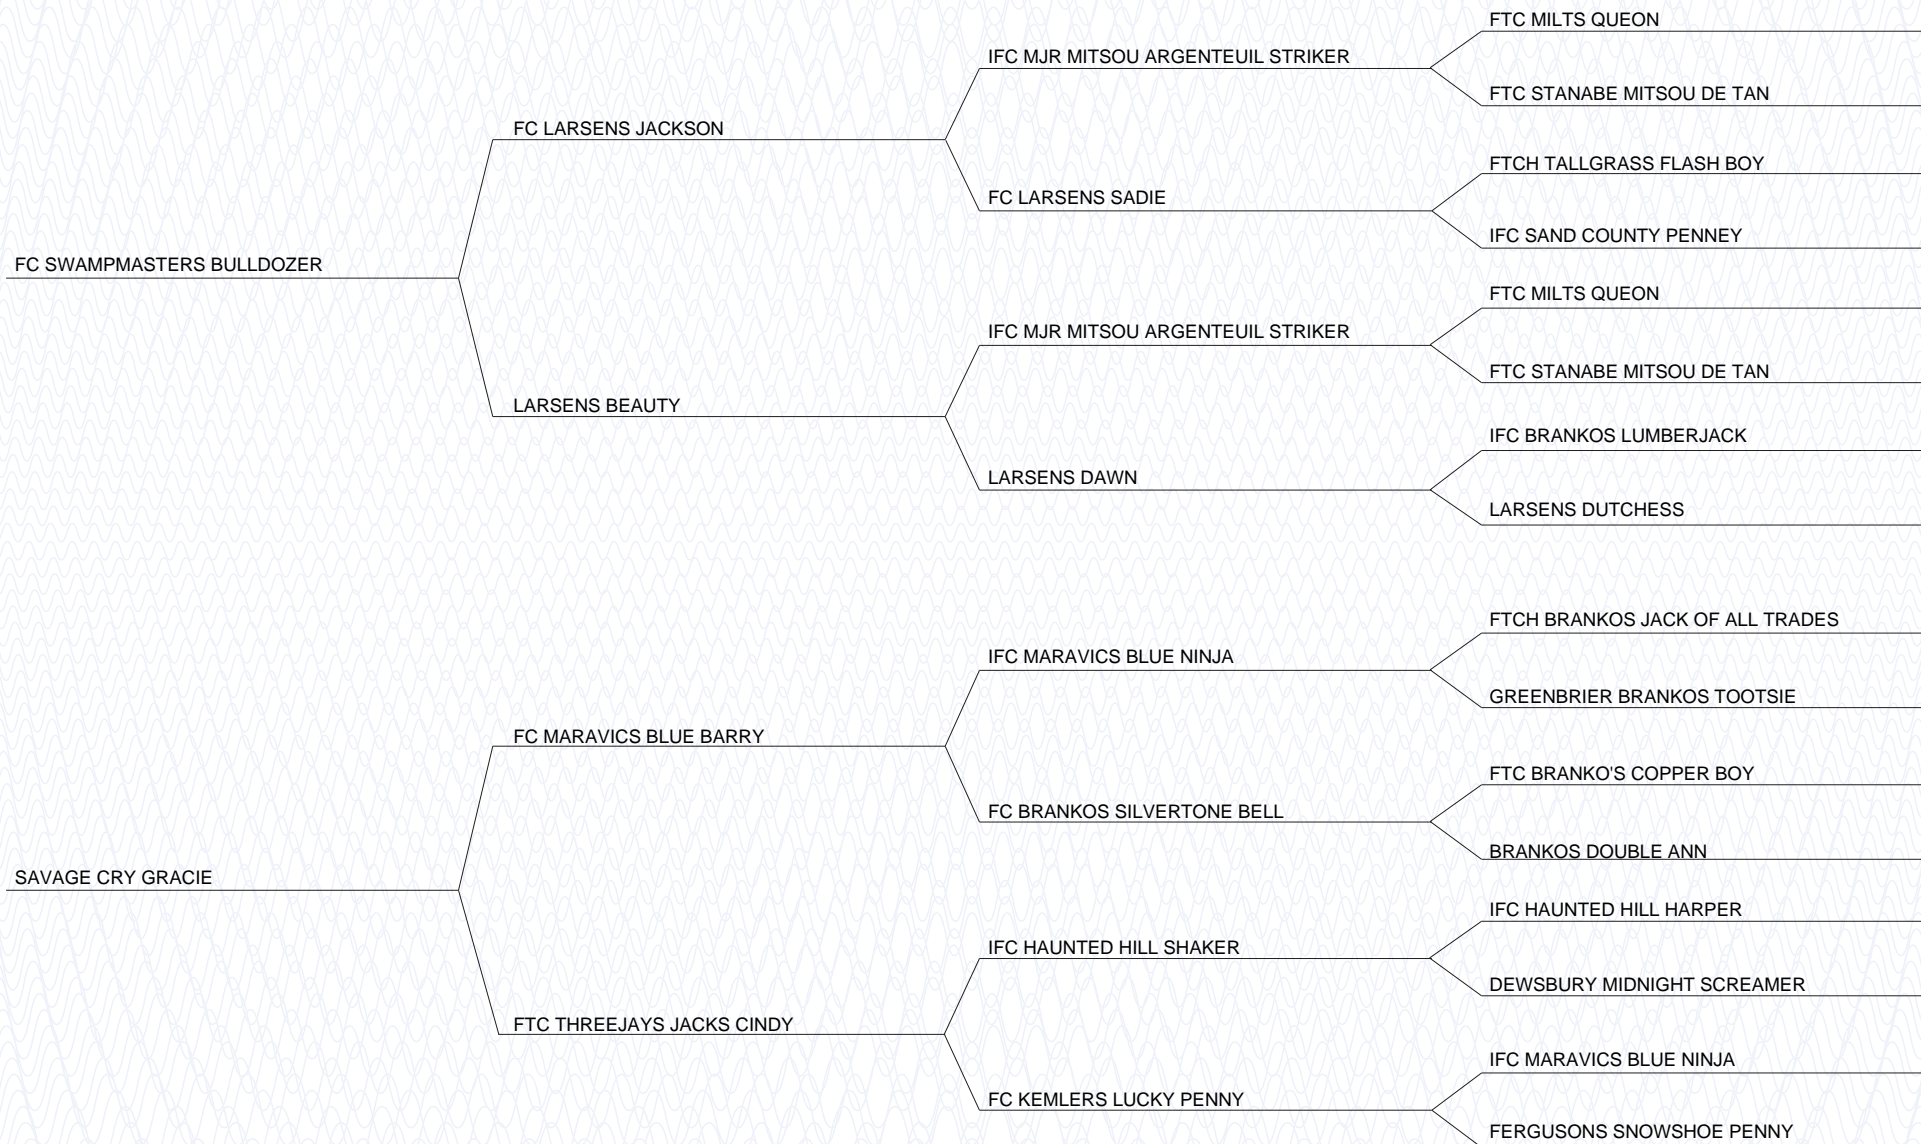 FTC MILTS QUEON
IFC MJR MITSOU ARGENTEUIL STRIKER
FTC STANABE MITSOU DE TAN
FC LARSENS JACKSON
FTCH TALLGRASS FLASH BOY
FC LARSENS SADIE
IFC SAND COUNTY PENNEY
FC SWAMPMASTERS BULLDOZER
FTC MILTS QUEON
IFC MJR MITSOU ARGENTEUIL STRIKER
FTC STANABE MITSOU DE TAN
LARSENS BEAUTY
IFC BRANKOS LUMBERJACK
LARSENS DAWN
LARSENS DUTCHESS
FTCH BRANKOS JACK OF ALL TRADES
IFC MARAVICS BLUE NINJA
GREENBRIER BRANKOS TOOTSIE
FC MARAVICS BLUE BARRY
FTC BRANKO'S COPPER BOY
FC BRANKOS SILVERTONE BELL
BRANKOS DOUBLE ANN
SAVAGE CRY GRACIE
IFC HAUNTED HILL HARPER
IFC HAUNTED HILL SHAKER
DEWSBURY MIDNIGHT SCREAMER
FTC THREEJAYS JACKS CINDY
IFC MARAVICS BLUE NINJA
FC KEMLERS LUCKY PENNY
FERGUSONS SNOWSHOE PENNY